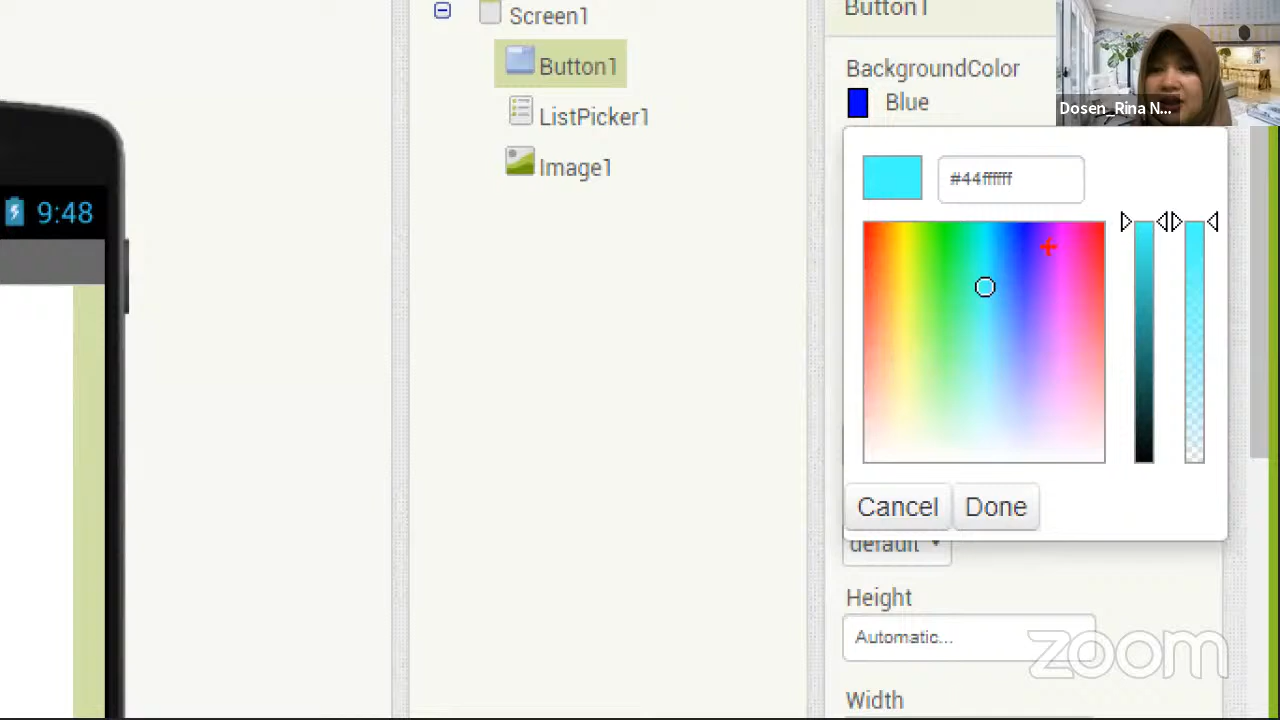 Screen1
Button1
ListPicker1
Image1
9:48
Button1
BackgroundColor
Blue
Dosen_Rina N...
#44ffffff
Cancel
Done
default
Height
Automatic...
Width
zoom